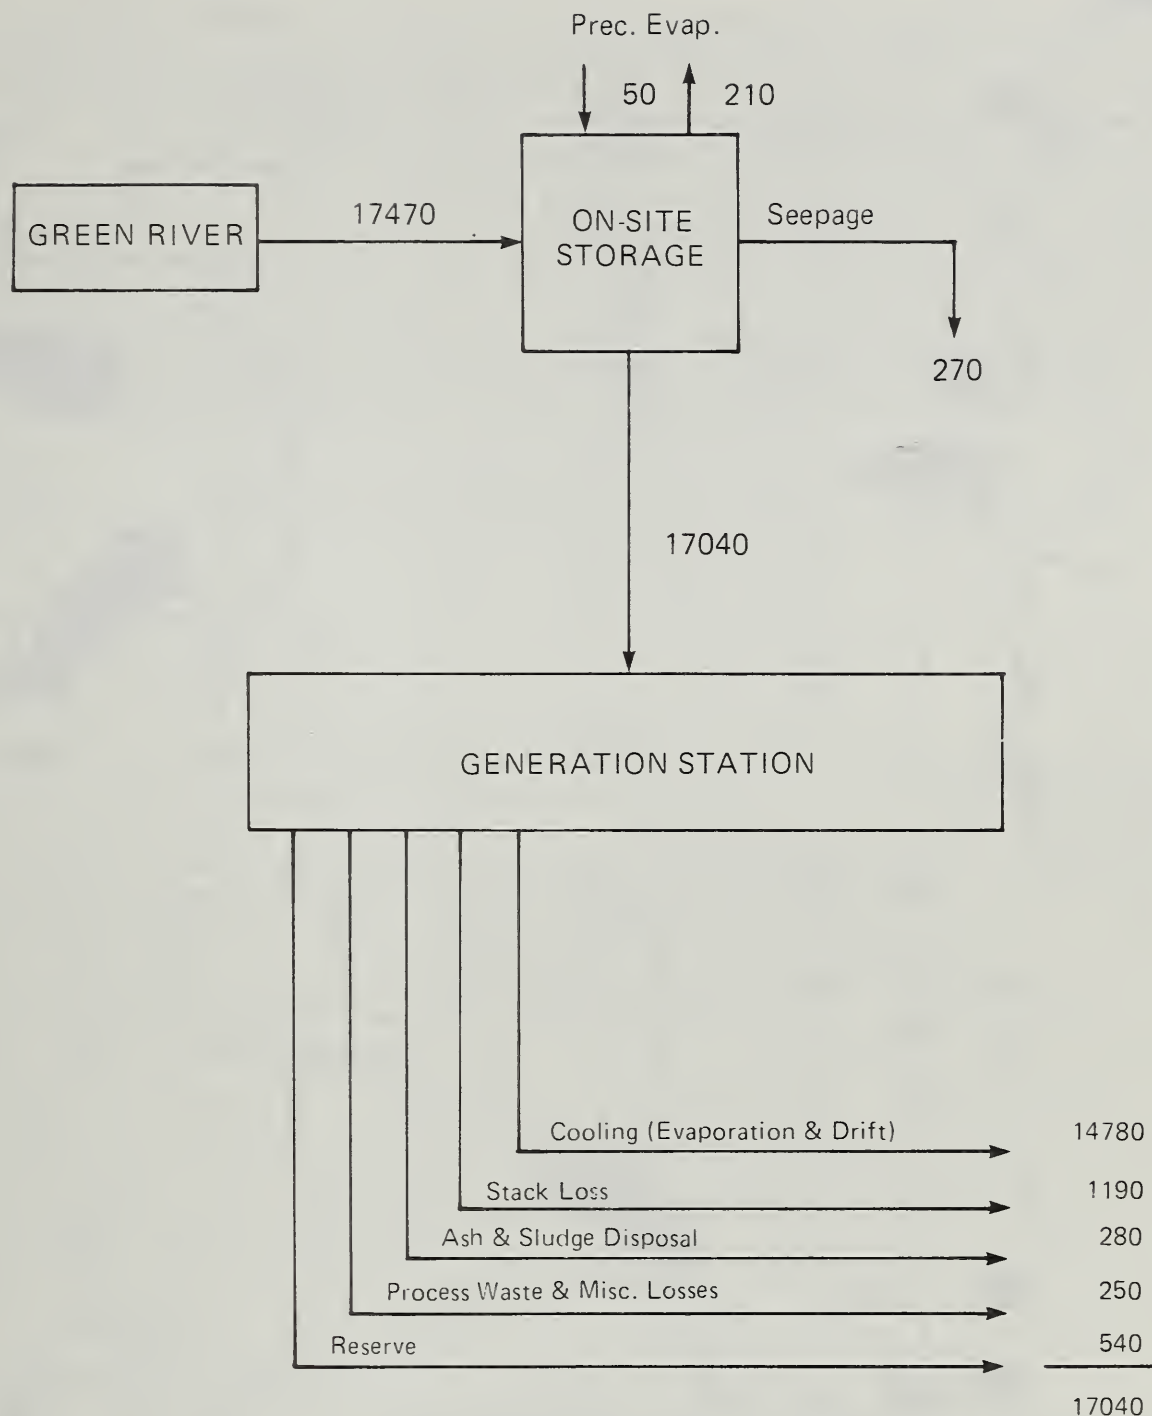 Prec. Evap.
50 210
GREEN RIVER
17470
ON-SITE
STORAGE
Seepage
270
17040
GENERATION STATION
Cooling (Evaporation & Drift) 14780
Stack Loss 1190
Ash & Sludge Disposal 280
Process Waste & Misc. Losses 250
Reserve 540
17040